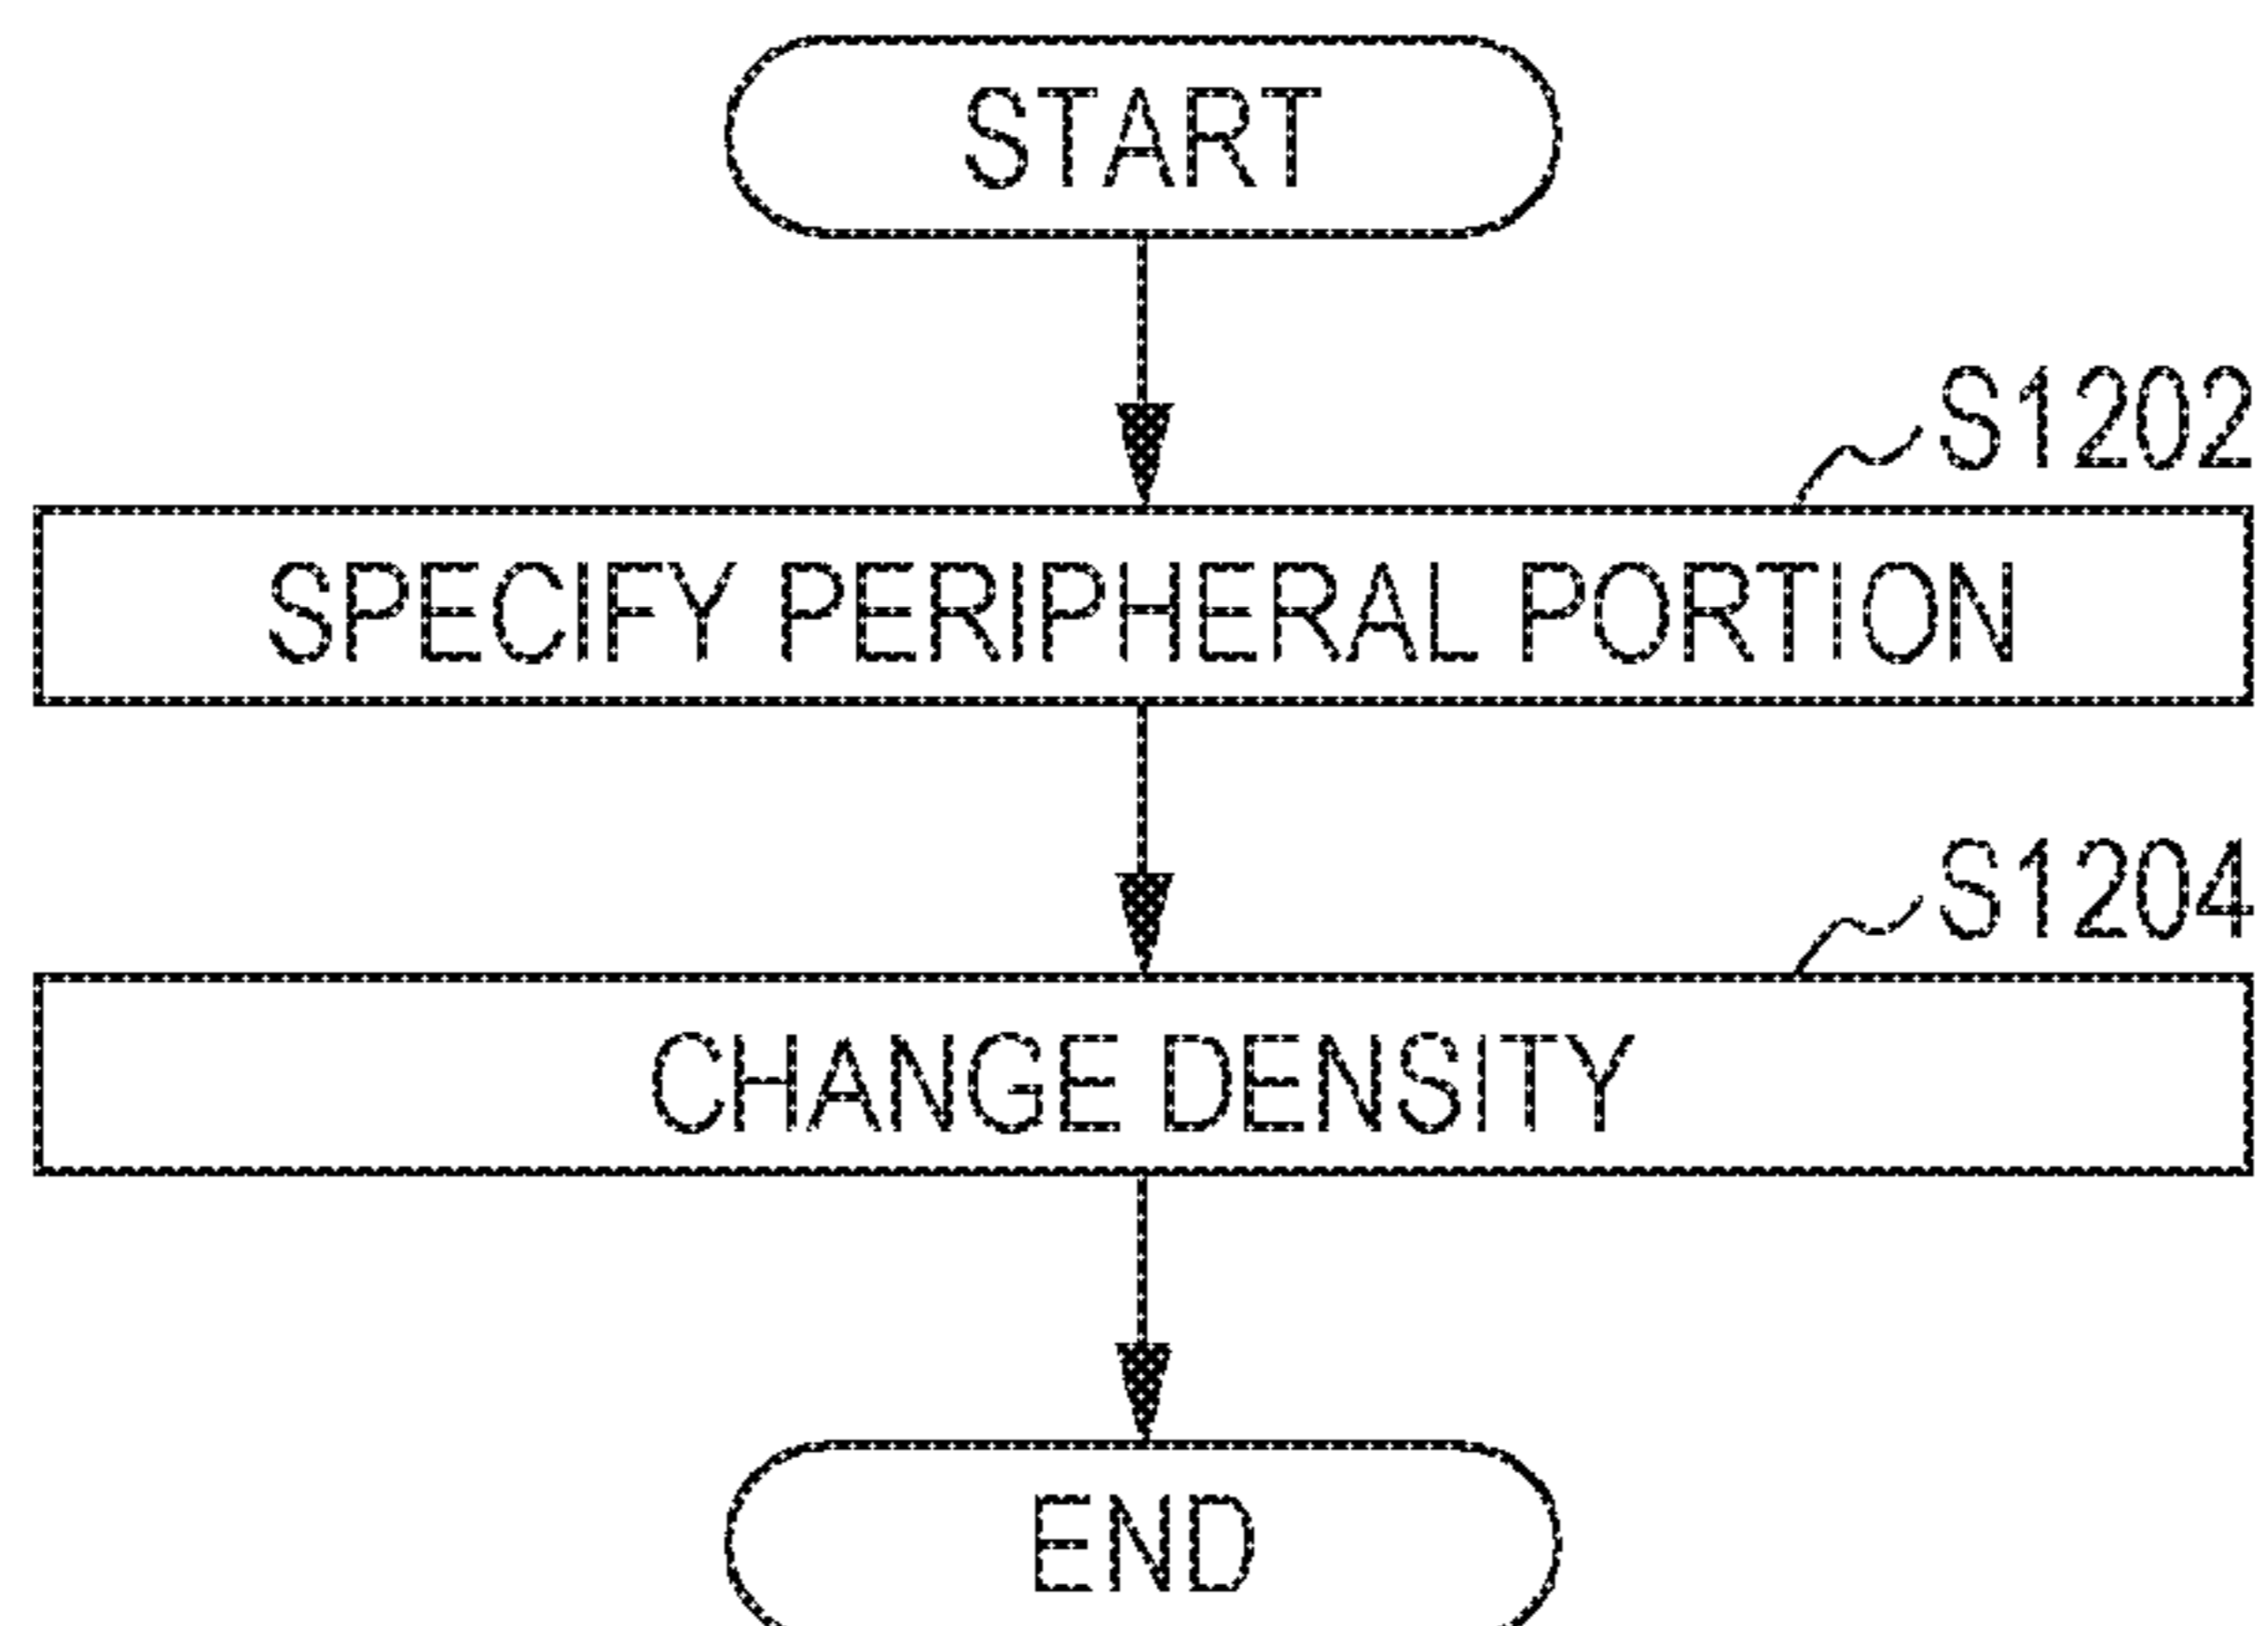 START
S1202
SPECIFY PERIPHERAL PORTION
S1204
CHANGE DENSITY
END